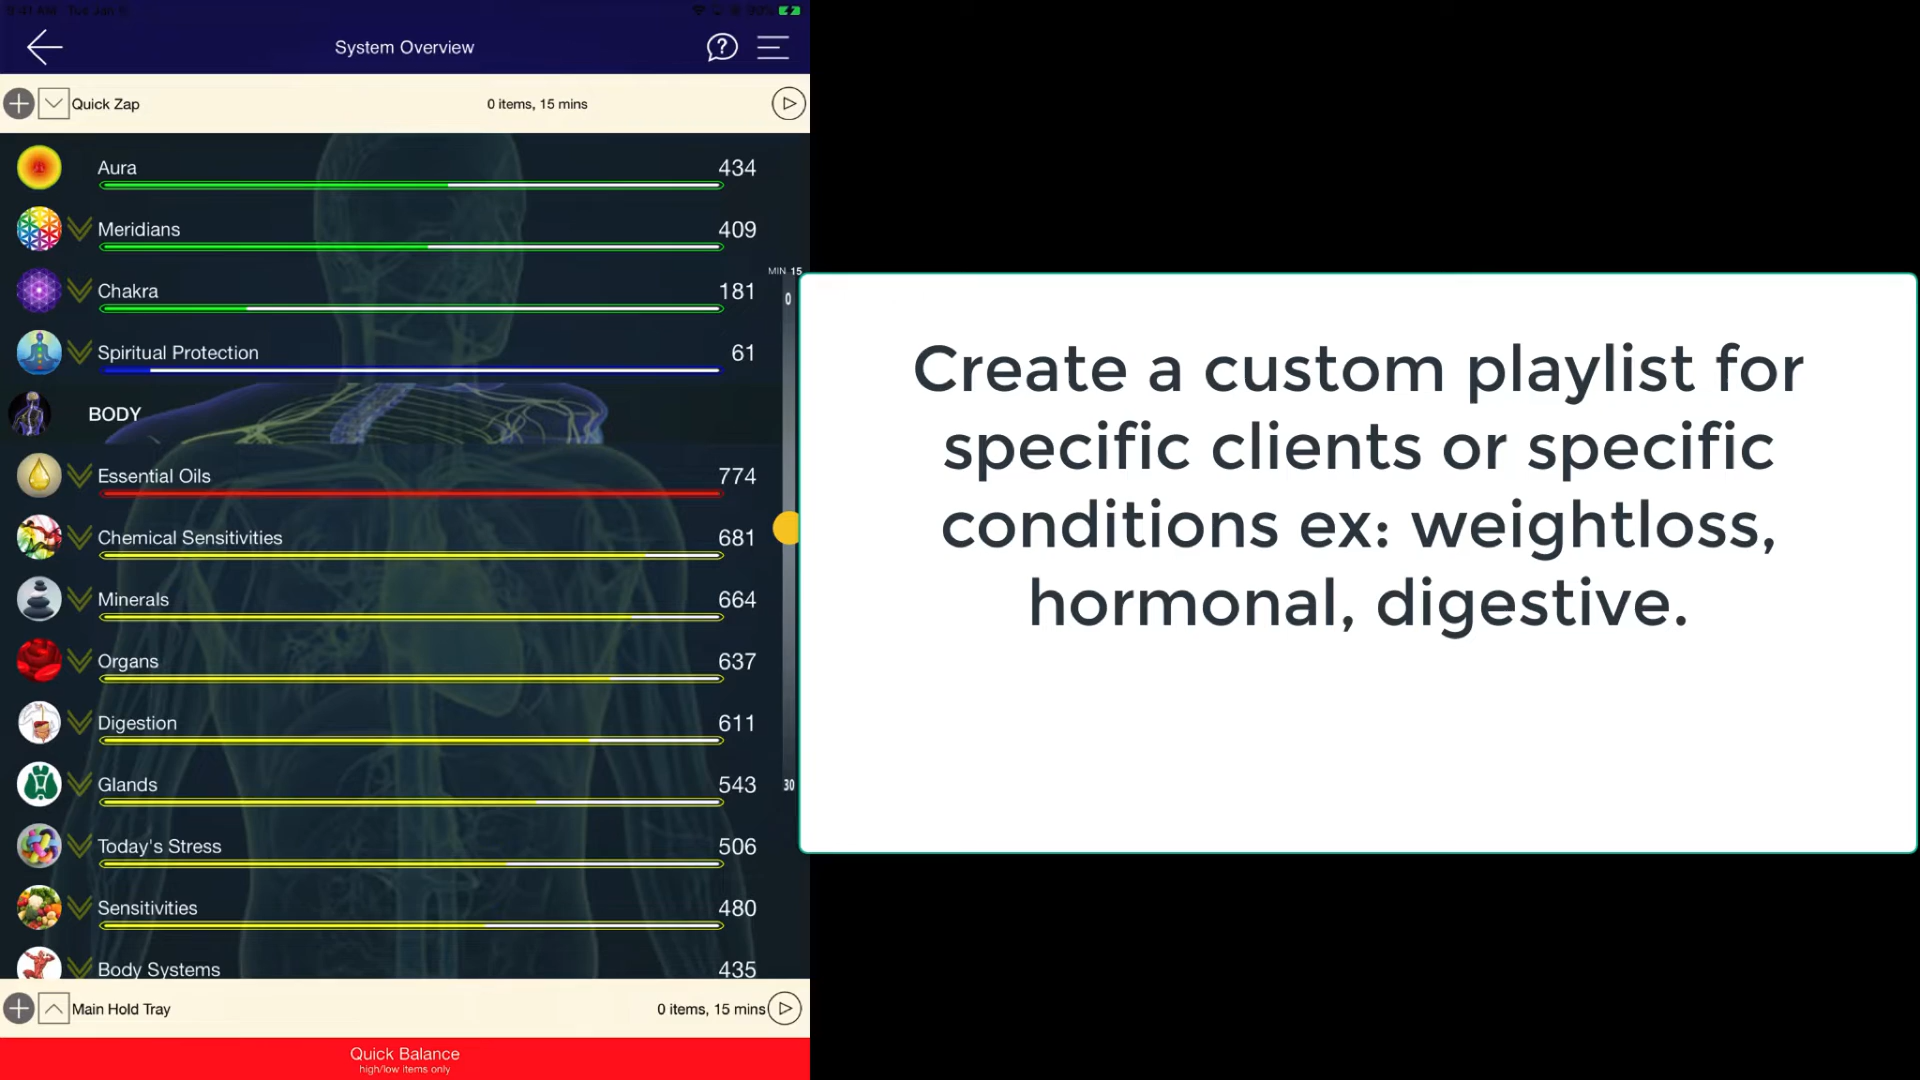 System Overview
Quick Zap
0 items, 15 mins
Aura
434
Meridians
409
MIN 15
Chakra
181
0
Spiritual Protection
61
BODY
Essential Oils
774
Chemical Sensitivities
681
Minerals
664
Organs
637
Digestion
611
Glands
543
30
Today's Stress
506
Sensitivities
480
Body Systems
435
Main Hold Tray
0 items, 15 mins
Quick Balance
high/low items only
Create a custom playlist for
specific clients or specific
conditions ex: weightloss,
hormonal, digestive.